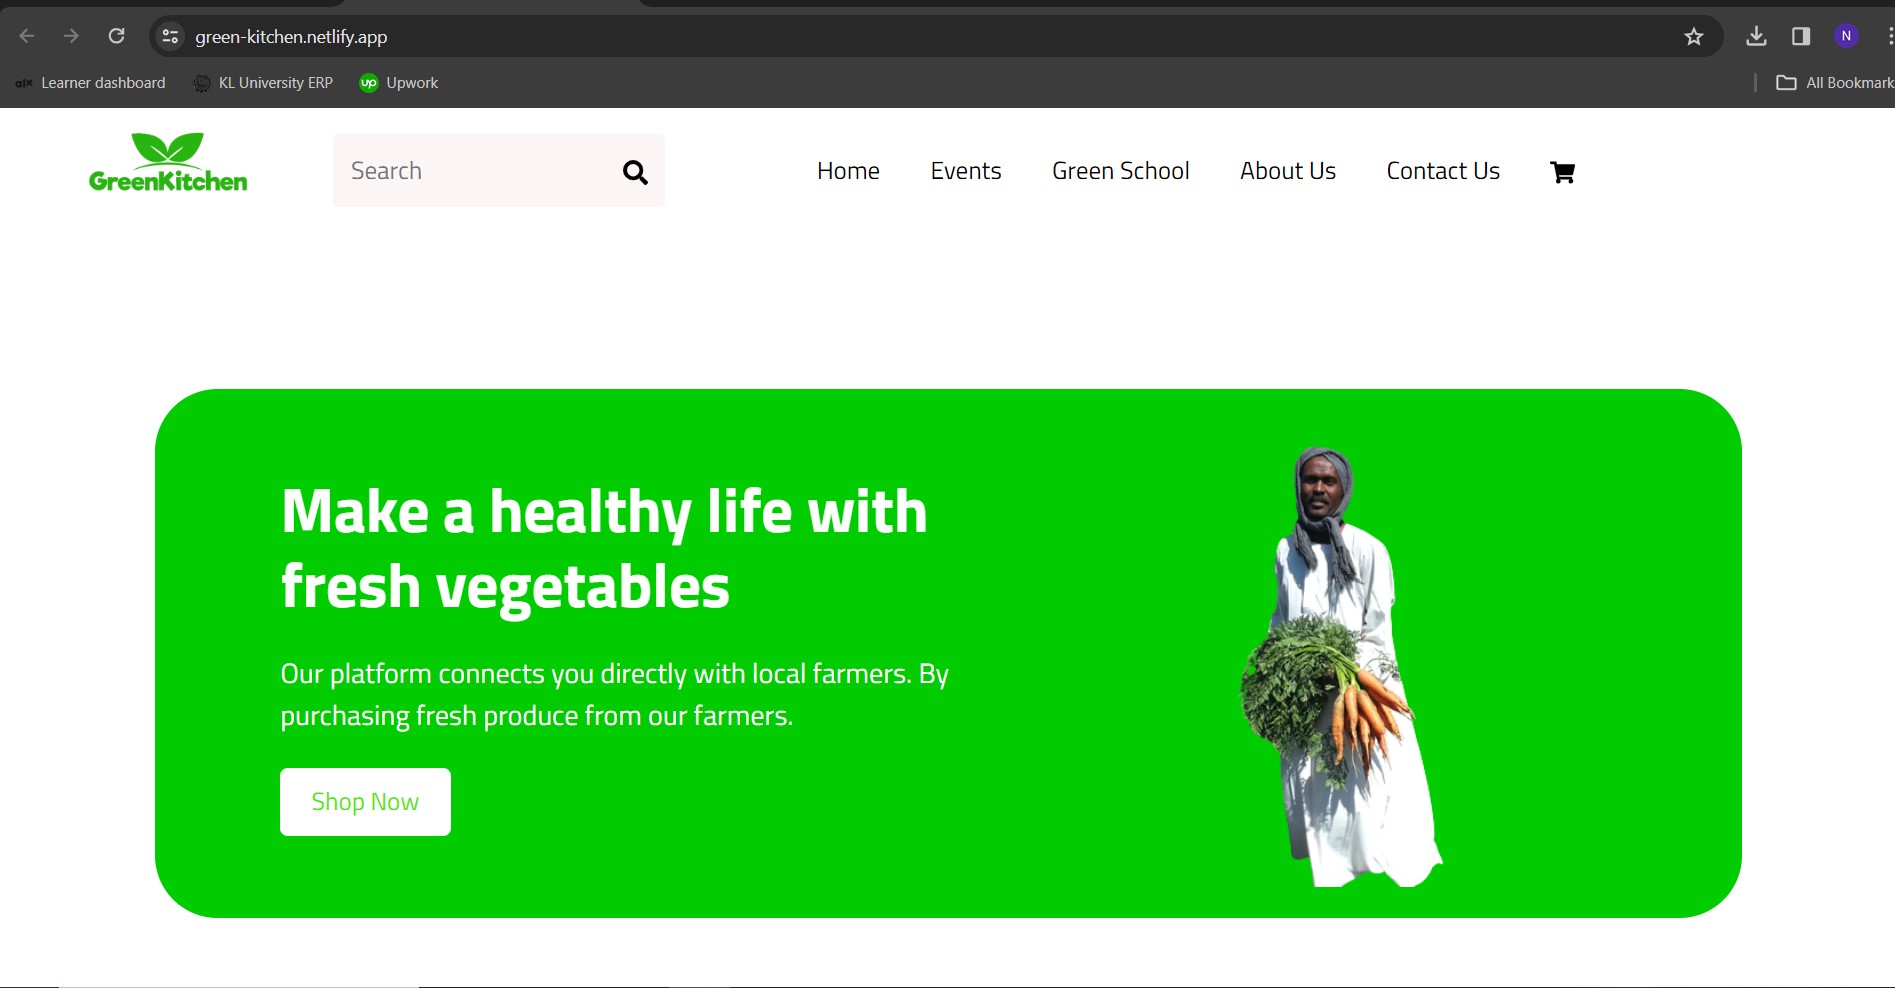 green-kitchen.netlify.app
N
Learner dashboard
KL University ERP
up Upwork
All Bookmark
GreenKitchen
Search
Home
Events
Green School
About Us
Contact Us
Make a healthy life with
fresh vegetables
Our platform connects you directly with local farmers. By
purchasing fresh produce from our farmers.
Shop Now